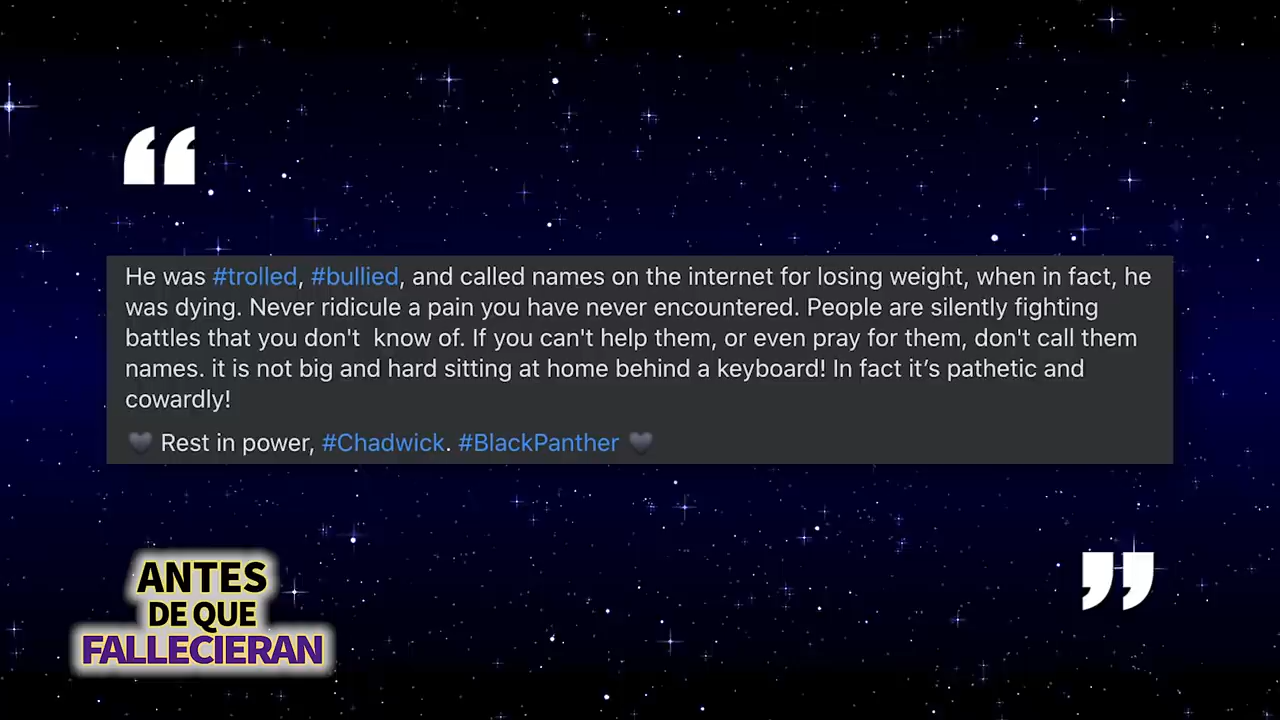 “
He was #trolled, #bullied, and called names on the internet for losing weight, when in fact, he
was dying. Never ridicule a pain you have never encountered. People are silently fighting
battles that you don't  know of. If you can't help them, or even pray for them, don't call them
names. it is not big and hard sitting at home behind a keyboard! In fact it’s pathetic and
cowardly!
🖤 Rest in power, #Chadwick. #BlackPanther 🖤
”
ANTES
DE QUE
FALLECIERAN